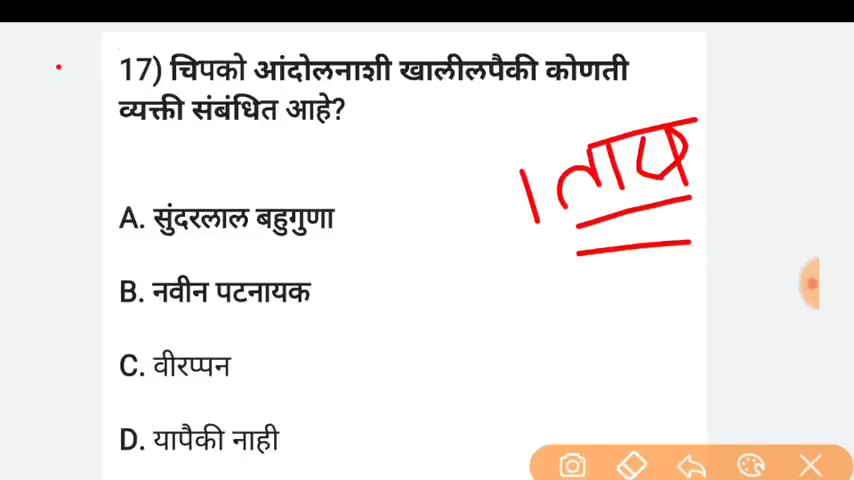 17) चिपको आंदोलनाशी खालीलपैकी कोणती
व्यक्ती संबंधित आहे?
A. सुंदरलाल बहुगुणा
B. नवीन पटनायक
C. वीरप्पन
D. यापैकी नाही